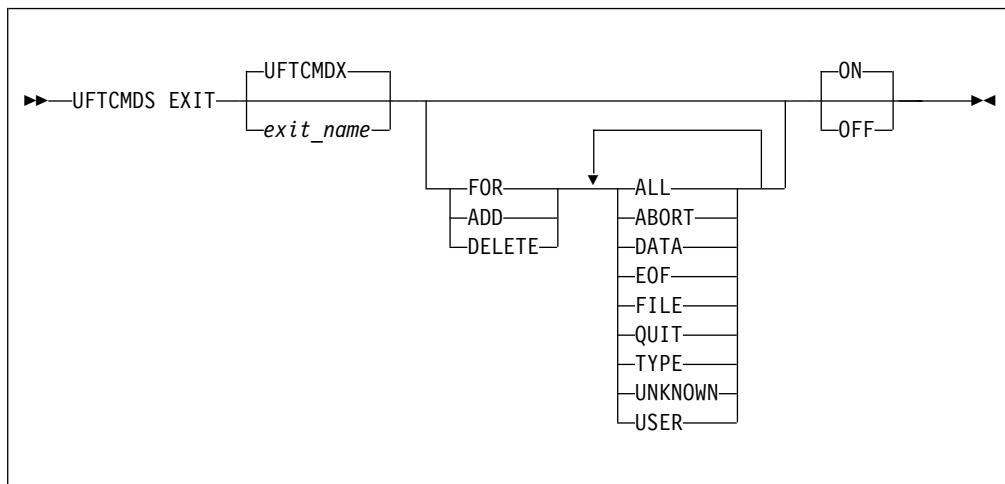 UFTCMDX ON
UFTCMDS EXIT
exit_name OFF
FOR ALL
ADD ABORT
DELETE DATA
EOF
FILE
QUIT
TYPE
UNKNOWN
USER